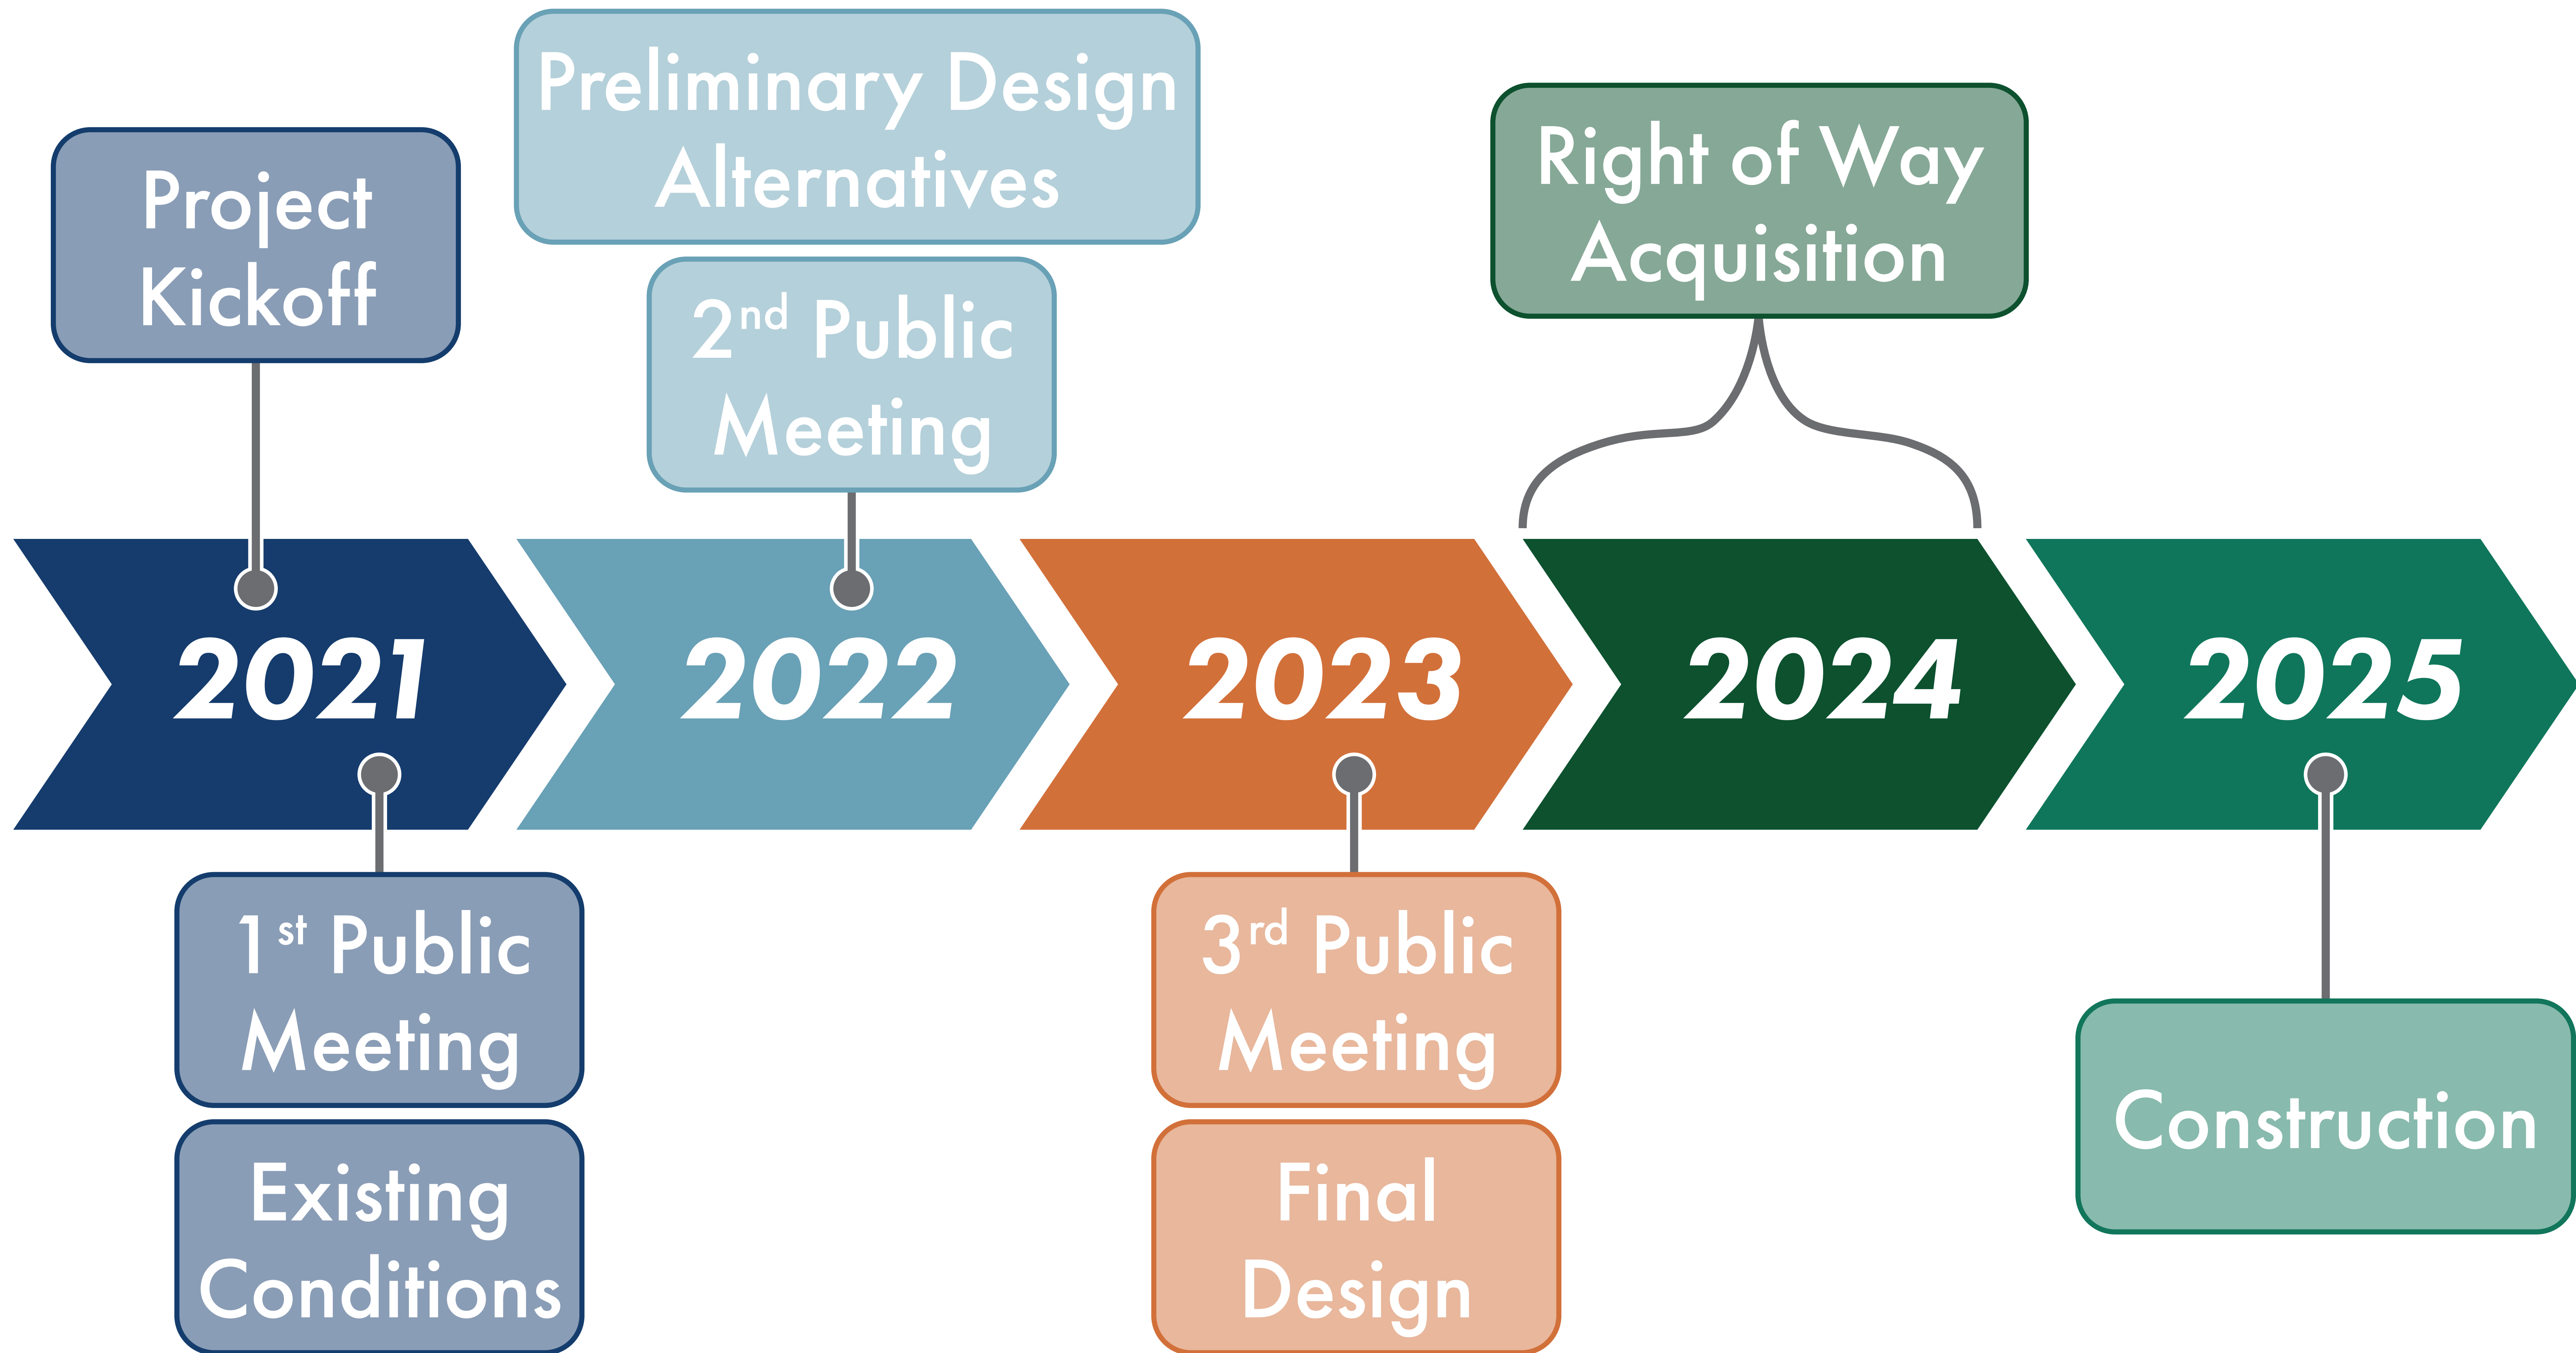 Project
Kickoff
Preliminary Design
Alternatives
2nd Public
Meeting
Right of Way
Acquisition
2021
2022
2023
2024
2025
1st Public
Meeting
Existing
Conditions
3rd Public
Meeting
Final
Design
Construction